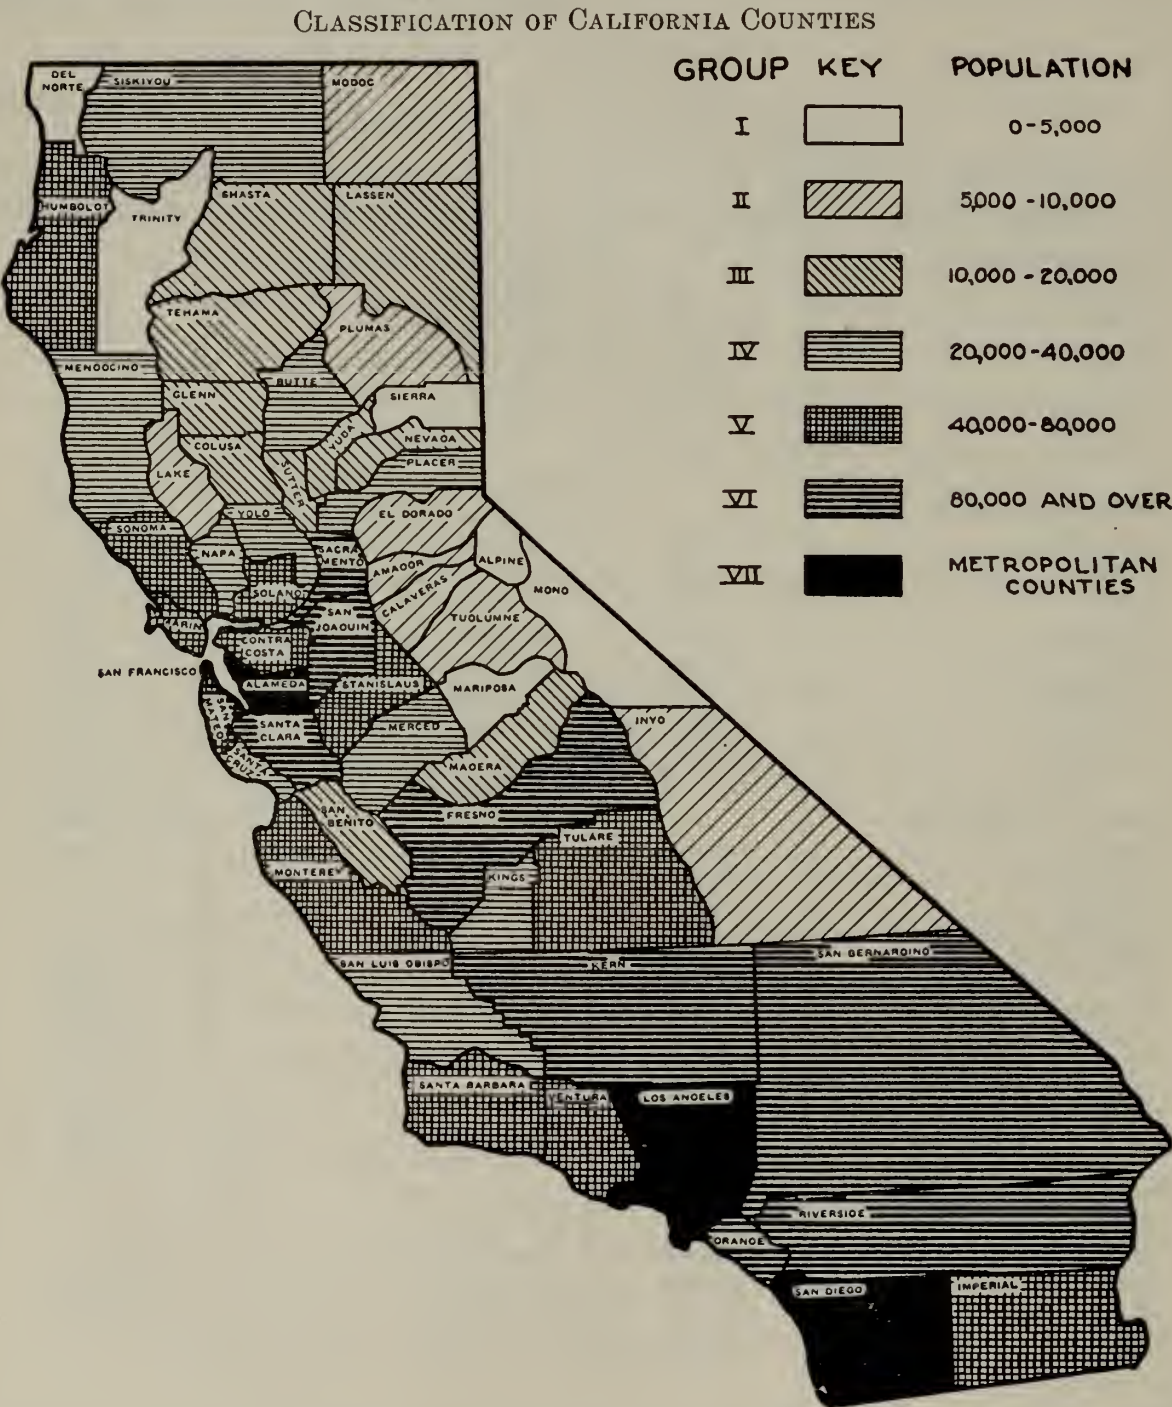 CLASSIFICATION OF CALIFORNIA COUNTIES
GROUP KEY POPULATION
I 0-5,000
II 5,000-10,000
III 10,000-20,000
IV 20,000-40,000
V 40,000-80,000
VI 80,000 AND OVER
VII METROPOLITAN
COUNTIES
DEL
NORTE
SISKIYOU
MODOC
HUMBOLDT
TRINITY
SHASTA
LASSEN
TEHAMA
PLUMAS
MENDOCINO
GLENN
BUTTE
SIERRA
COLUSA
YUBA
NEVADA
LAKE
SUTTER
PLACER
SONOMA
YOLO
EL DORADO
NAPA
SACRA
MENTO
AMADOR
ALPINE
SOLANO
CALAVERAS
MONO
MARIN
SAN
JOAQUIN
TUOLUMNE
CONTRA
COSTA
SAN FRANCISCO
ALAMEDA
STANISLAUS
MARIPOSA
SAN
MATEO
SANTA
CLARA
MERCED
INYO
SANTA
CRUZ
MADERA
SAN
BENITO
FRESNO
TULARE
MONTEREY
KINGS
SAN LUIS OBISPO
KERN
SAN BERNARDINO
SANTA BARBARA
VENTURA
LOS ANGELES
RIVERSIDE
ORANGE
SAN DIEGO
IMPERIAL